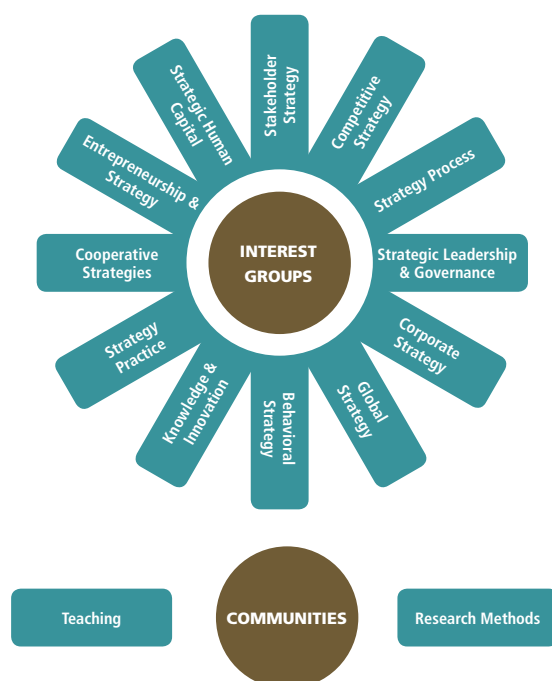 Stakeholder
Strategy
Competitive
Strategy
Strategy Process
Strategic Leadership
& Governance
Corporate
Strategy
Global
Strategy
Behavioral
Strategy
Knowledge &
Innovation
Strategy
Practice
Cooperative
Strategies
Entrepreneurship &
Strategy
Strategic Human
Capital
INTEREST
GROUPS
Teaching
COMMUNITIES
Research Methods